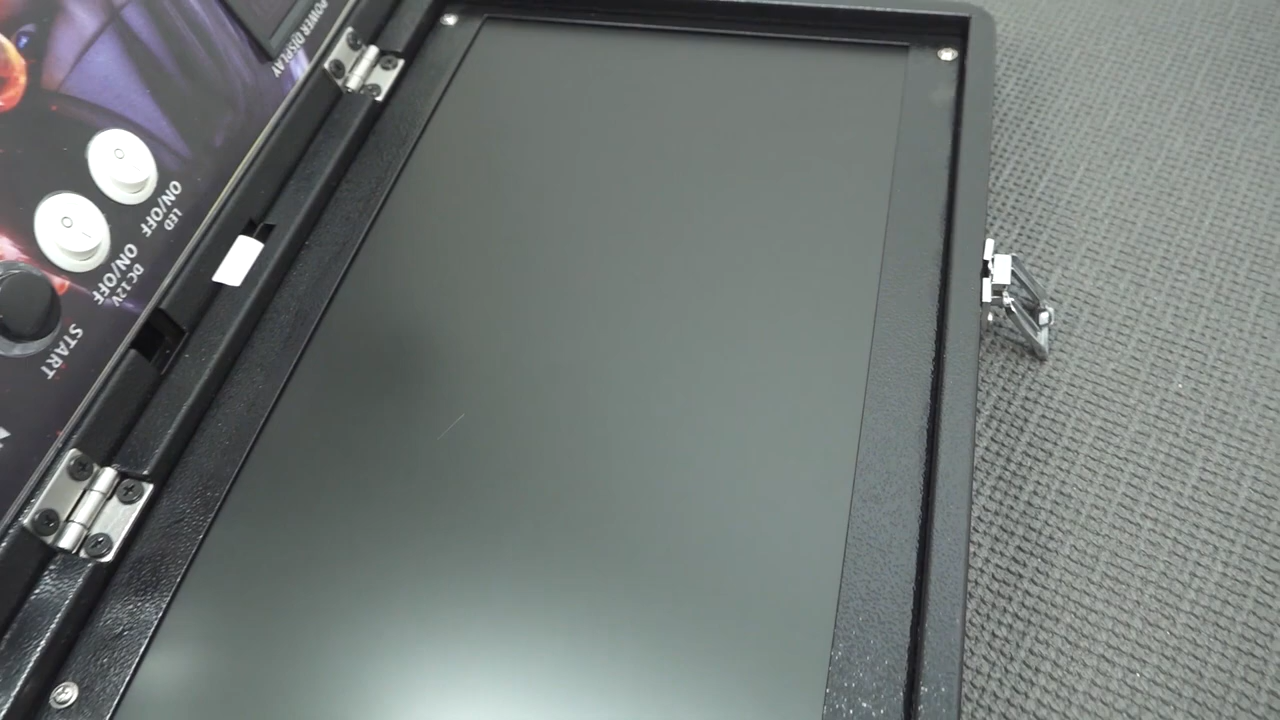 POWER DISPLAY
LED
ON/OFF
DC 12V
ON/OFF
START